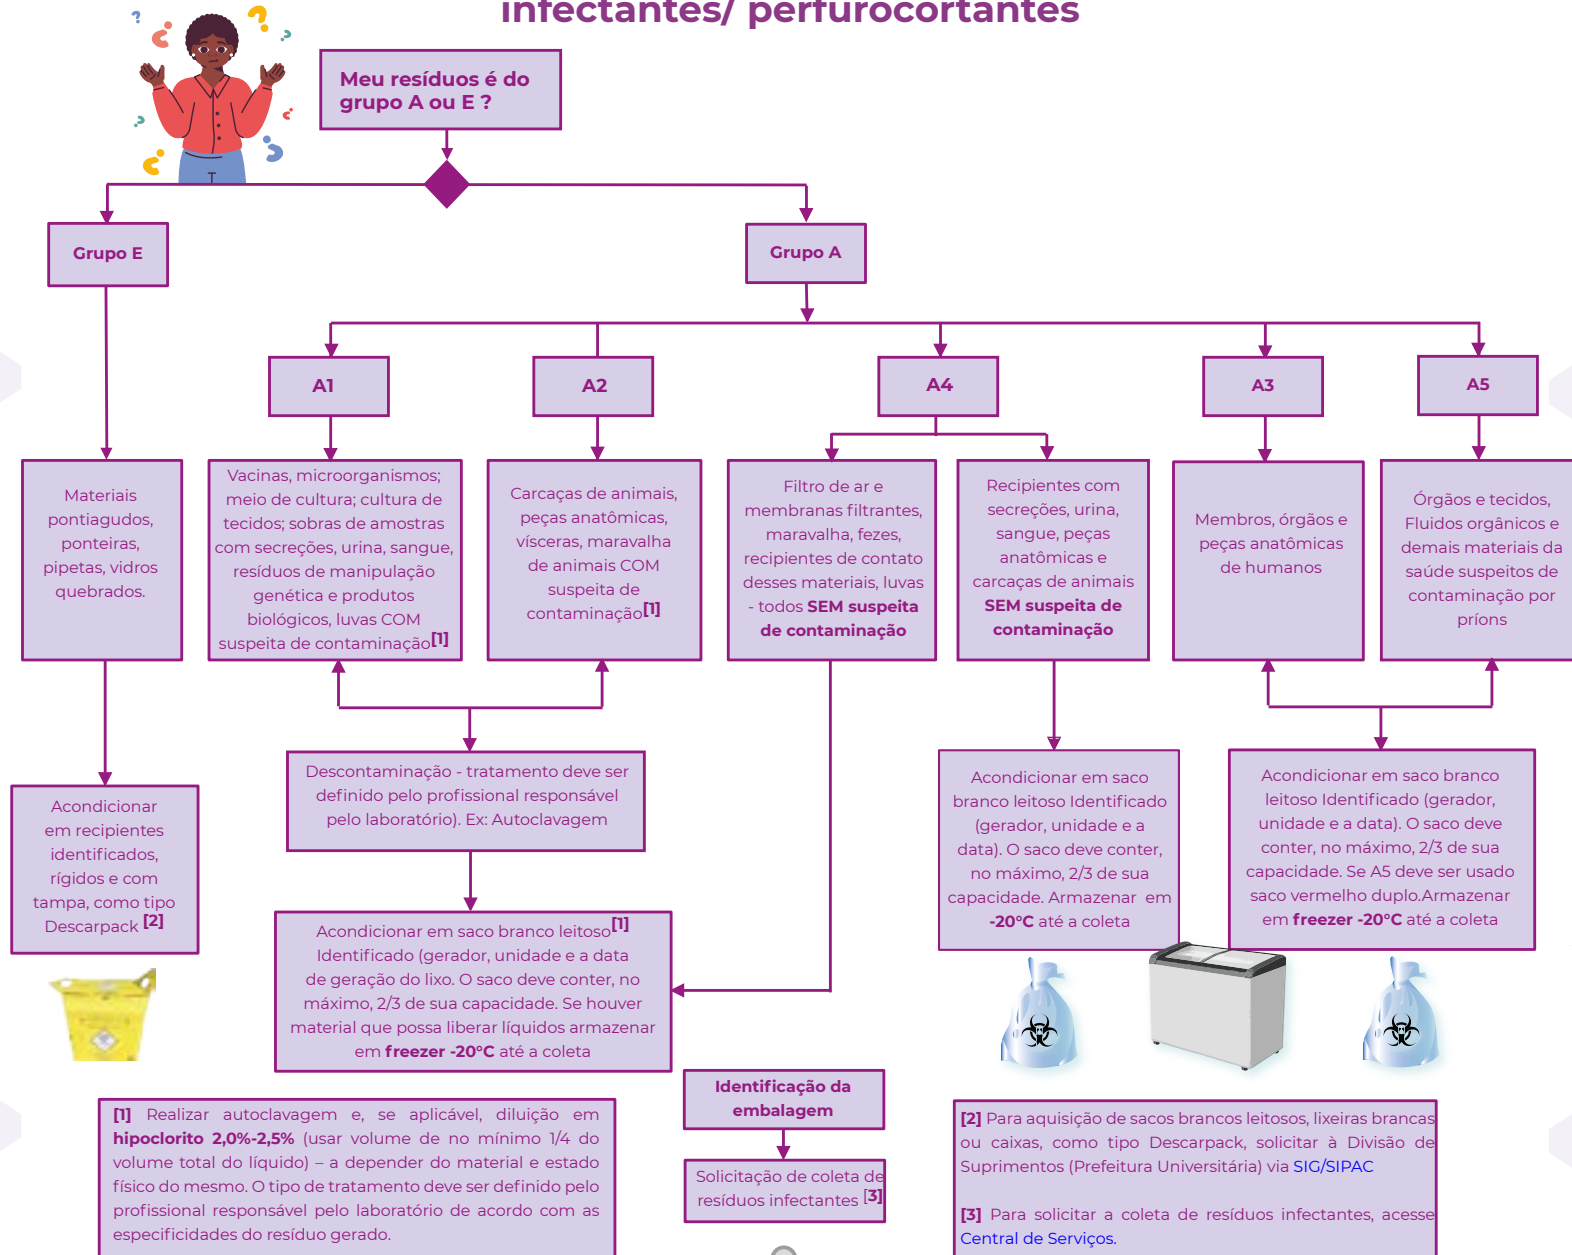 infectantes/ perfurocortantes
Meu resíduos é do
grupo A ou E ?
Grupo E
Grupo A
A1
A2
A4
A3
A5
Materiais
pontiagudos,
ponteiras,
pipetas, vidros
quebrados.
Vacinas, microorganismos;
meio de cultura; cultura de
tecidos; sobras de amostras
com secreções, urina, sangue,
resíduos de manipulação
genética e produtos
biológicos, luvas COM
suspeita de contaminação[1]
Carcaças de animais,
peças anatômicas,
vísceras, maravalha
de animais COM
suspeita de
contaminação[1]
Filtro de ar e
membranas filtrantes,
maravalha, fezes,
recipientes de contato
desses materiais, luvas
- todos SEM suspeita
de contaminação
Recipientes com
secreções, urina,
sangue, peças
anatômicas e
carcaças de animais
SEM suspeita de
contaminação
Membros, órgãos e
peças anatômicas
de humanos
Órgãos e tecidos,
Fluidos orgânicos e
demais materiais da
saúde suspeitos de
contaminação por
príons
Acondicionar
em recipientes
identificados,
rígidos e com
tampa, como tipo
Descarpack [2]
Descontaminação - tratamento deve ser
definido pelo profissional responsável
pelo laboratório). Ex: Autoclavagem
Acondicionar em saco branco leitoso[1]
Identificado (gerador, unidade e a data
de geração do lixo. O saco deve conter, no
máximo, 2/3 de sua capacidade. Se houver
material que possa liberar líquidos armazenar
em freezer -20°C até a coleta
Acondicionar em saco
branco leitoso Identificado
(gerador, unidade e a
data). O saco deve conter,
no máximo, 2/3 de sua
capacidade. Armazenar em
-20°C até a coleta
Acondicionar em saco branco
leitoso Identificado (gerador,
unidade e a data). O saco deve
conter, no máximo, 2/3 de sua
capacidade. Se A5 deve ser usado
saco vermelho duplo.Armazenar
em freezer -20°C até a coleta
[1] Realizar autoclavagem e, se aplicável, diluição em
hipoclorito 2,0%-2,5% (usar volume de no mínimo 1/4 do
volume total do líquido) – a depender do material e estado
físico do mesmo. O tipo de tratamento deve ser definido pelo
profissional responsável pelo laboratório de acordo com as
especificidades do resíduo gerado.
Identificação da
embalagem
Solicitação de coleta de
resíduos infectantes [3]
[2] Para aquisição de sacos brancos leitosos, lixeiras brancas
ou caixas, como tipo Descarpack, solicitar à Divisão de
Suprimentos (Prefeitura Universitária) via SIG/SIPAC
[3] Para solicitar a coleta de resíduos infectantes, acesse
Central de Serviços.